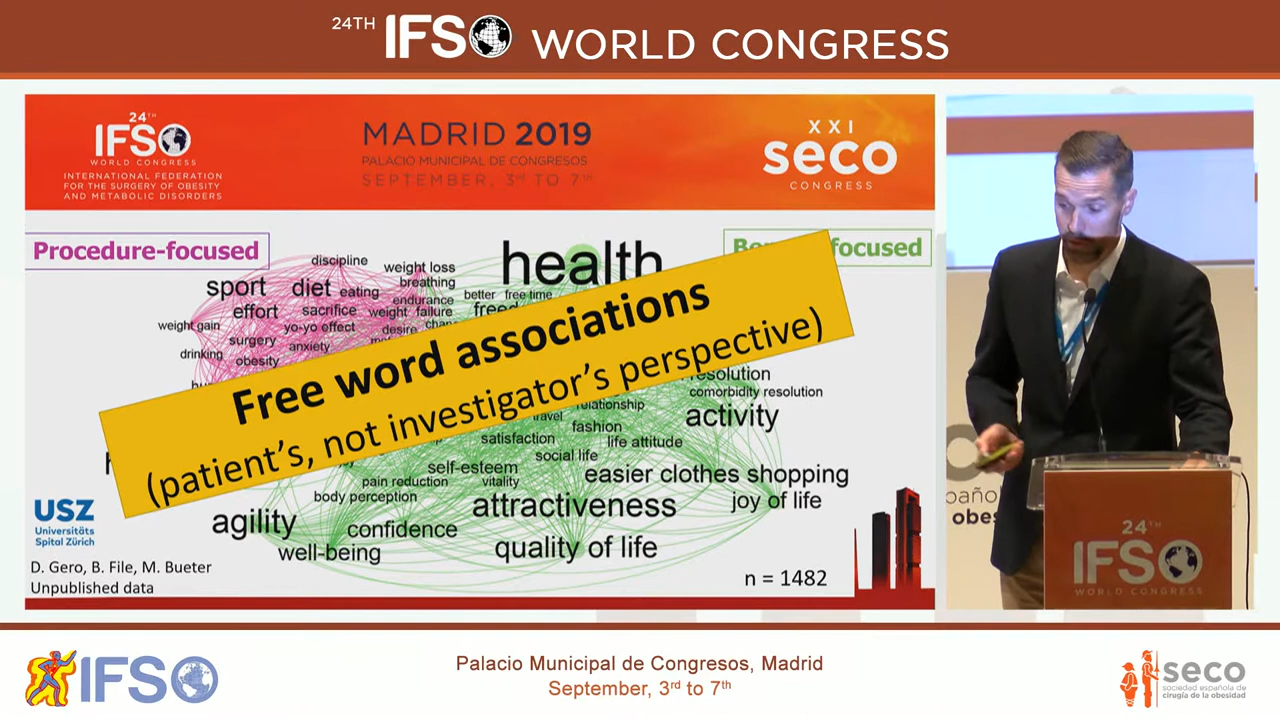 24TH IFSO WORLD CONGRESS
24TH
IFSO
WORLD CONGRESS
INTERNATIONAL FEDERATION
FOR THE SURGERY OF OBESITY
AND METABOLIC DISORDERS
MADRID 2019
PALACIO MUNICIPAL DE CONGRESOS
SEPTEMBER, 3rd TO 7th
XXI
seco
CONGRESS
Procedure-focused
focused
discipline
weight loss
health
breathing
sport
diet
eating
endurance
better
free time
effort
sacrifice
weight
failure
weight gain
yo-yo effect
desire
surgery
anxiety
drinking
obesity
Free word associations
(patient's, not investigator's perspective)
resolution
comorbidity resolution
relationship
travel
activity
fashion
satisfaction
life attitude
social life
self-esteem
easier clothes shopping
pain reduction
vitality
body perception
attractiveness
joy of life
agility
confidence
well-being
quality of life
USZ
Universitäts
Spital Zürich
D. Gero, B. File, M. Bueter
Unpublished data
n = 1482
24TH
IFSO
WORLD CONGRESS
IFSO
Palacio Municipal de Congresos, Madrid
September, 3rd to 7th
seco
sociedad española de
cirugía de la obesidad